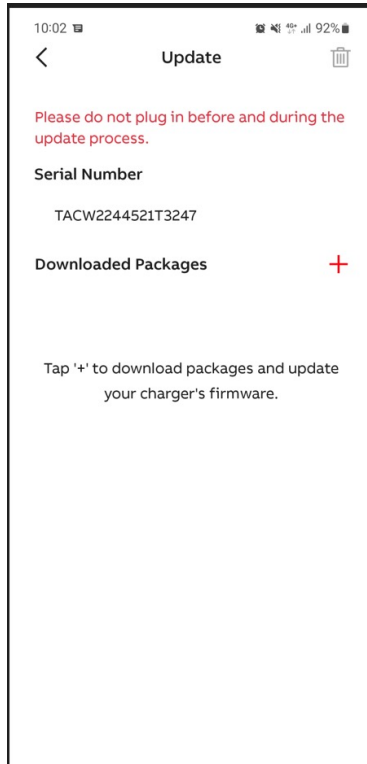 10:02
4G+ 92%
Update
Please do not plug in before and during the
update process.
Serial Number
TACW2244521T3247
Downloaded Packages
Tap '+' to download packages and update
your charger's firmware.